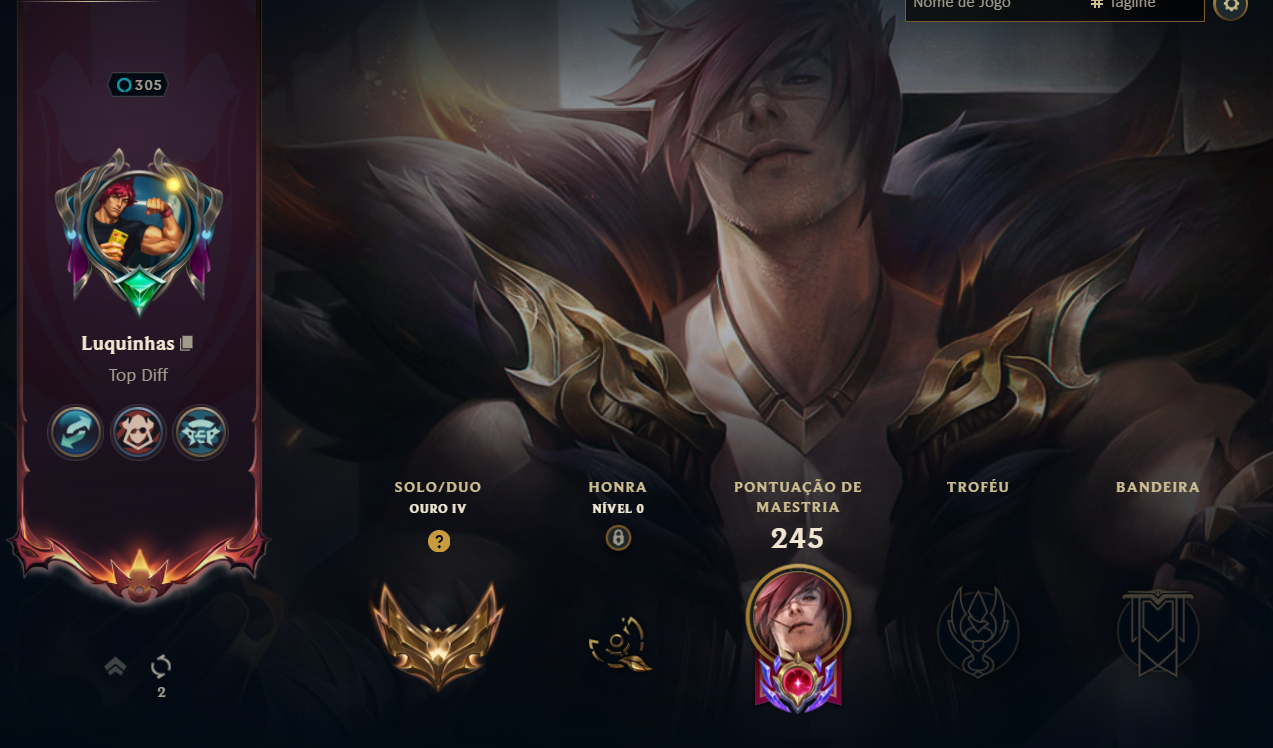 Nome de Jogo
# Tagline
305
Luquinhas
Top Diff
SOLO/DUO
OURO IV
?
HONRA
NÍVEL 0
PONTUAÇÃO DE
MAESTRIA
245
TROFÉU
BANDEIRA
2